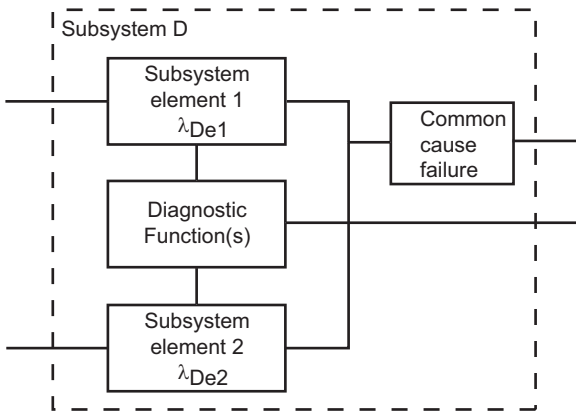 Subsystem D
Subsystem
element 1
λDe1
Common
cause
failure
Diagnostic
Function(s)
Subsystem
element 2
λDe2